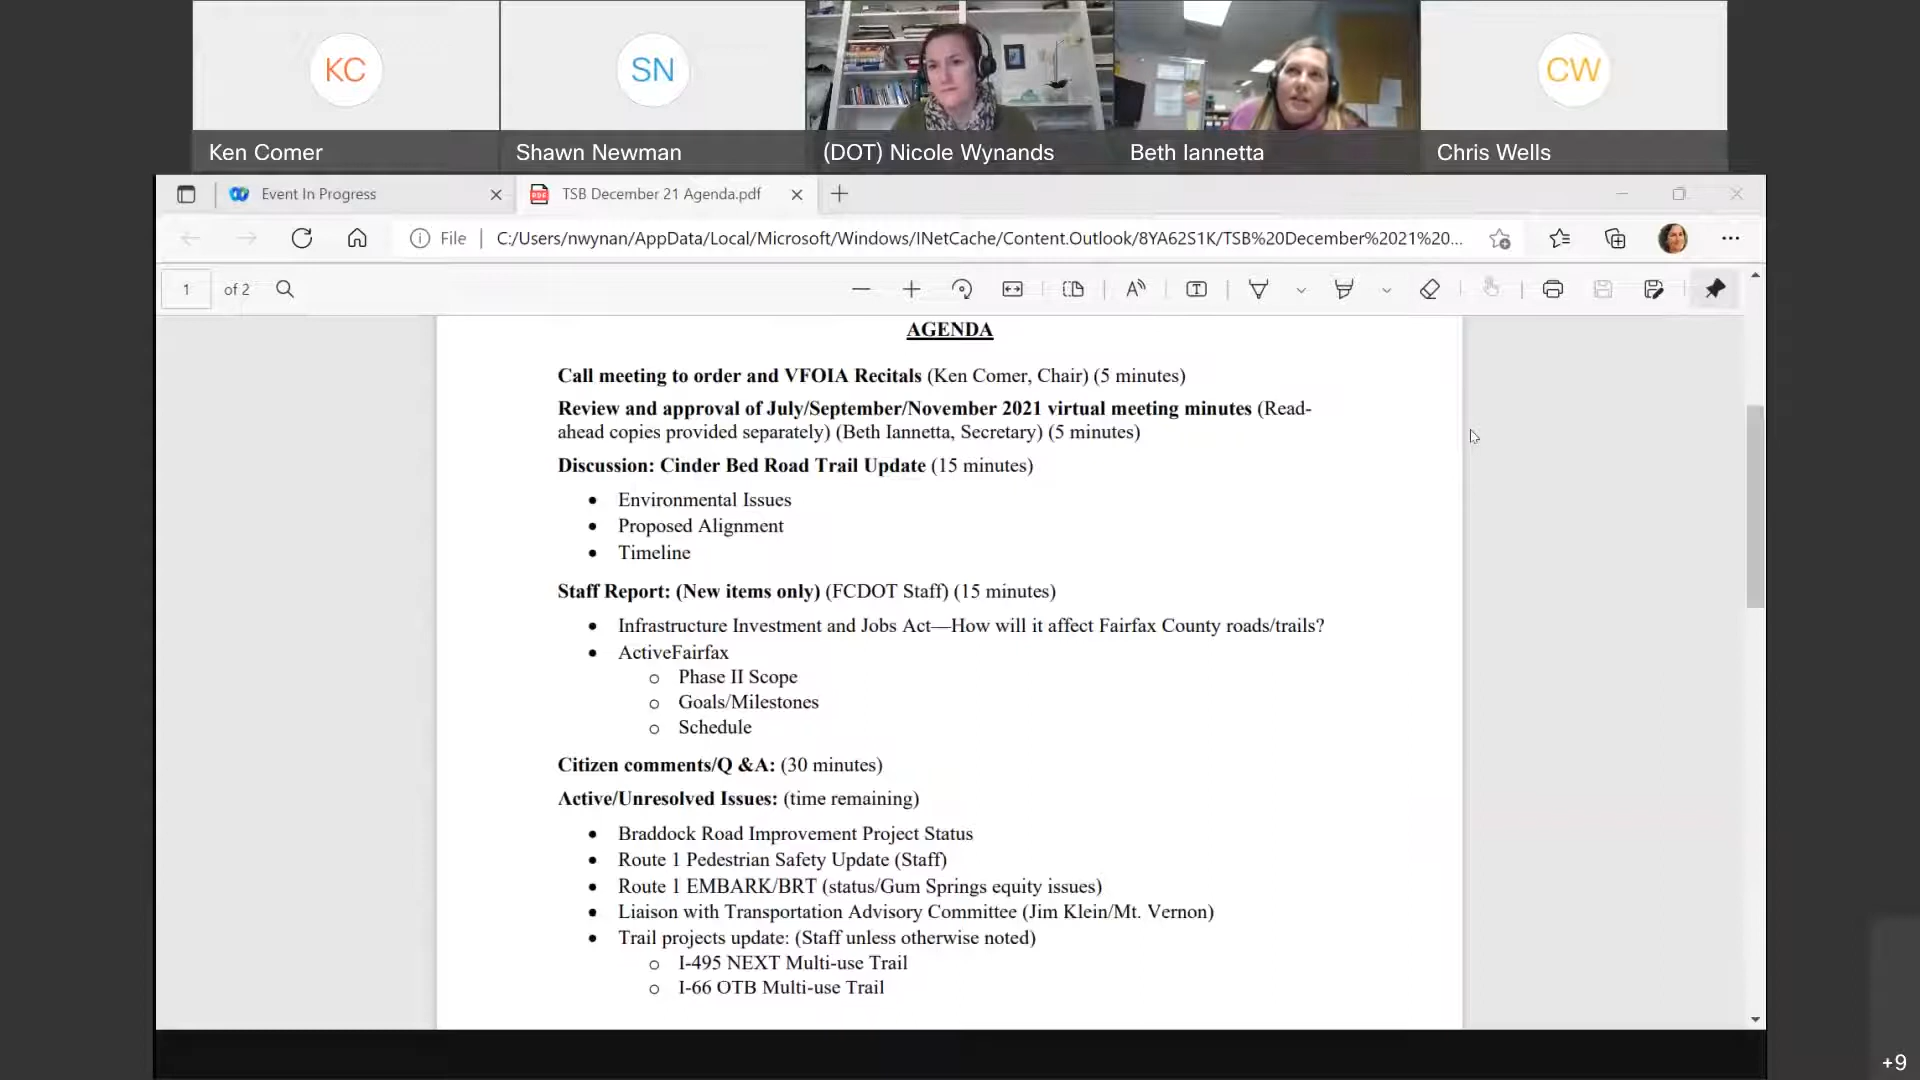 KC
SN
CW
Ken Comer
Shawn Newman
(DOT) Nicole Wynands
Beth Iannetta
Chris Wells
Event In Progress
TSB December 21 Agenda.pdf
File
C:/Users/nwynan/AppData/Local/Microsoft/Windows/INetCache/Content.Outlook/8YA62S1K/TSB%20December%2021%20...
1
of 2
AGENDA
Call meeting to order and VFOIA Recitals (Ken Comer, Chair) (5 minutes)
Review and approval of July/September/November 2021 virtual meeting minutes (Read-
ahead copies provided separately) (Beth Iannetta, Secretary) (5 minutes)
Discussion: Cinder Bed Road Trail Update (15 minutes)
• Environmental Issues
• Proposed Alignment
• Timeline
Staff Report: (New items only) (FCDOT Staff) (15 minutes)
• Infrastructure Investment and Jobs Act—How will it affect Fairfax County roads/trails?
• ActiveFairfax
o Phase II Scope
o Goals/Milestones
o Schedule
Citizen comments/Q &A: (30 minutes)
Active/Unresolved Issues: (time remaining)
• Braddock Road Improvement Project Status
• Route 1 Pedestrian Safety Update (Staff)
• Route 1 EMBARK/BRT (status/Gum Springs equity issues)
• Liaison with Transportation Advisory Committee (Jim Klein/Mt. Vernon)
• Trail projects update: (Staff unless otherwise noted)
o I-495 NEXT Multi-use Trail
o I-66 OTB Multi-use Trail
+9